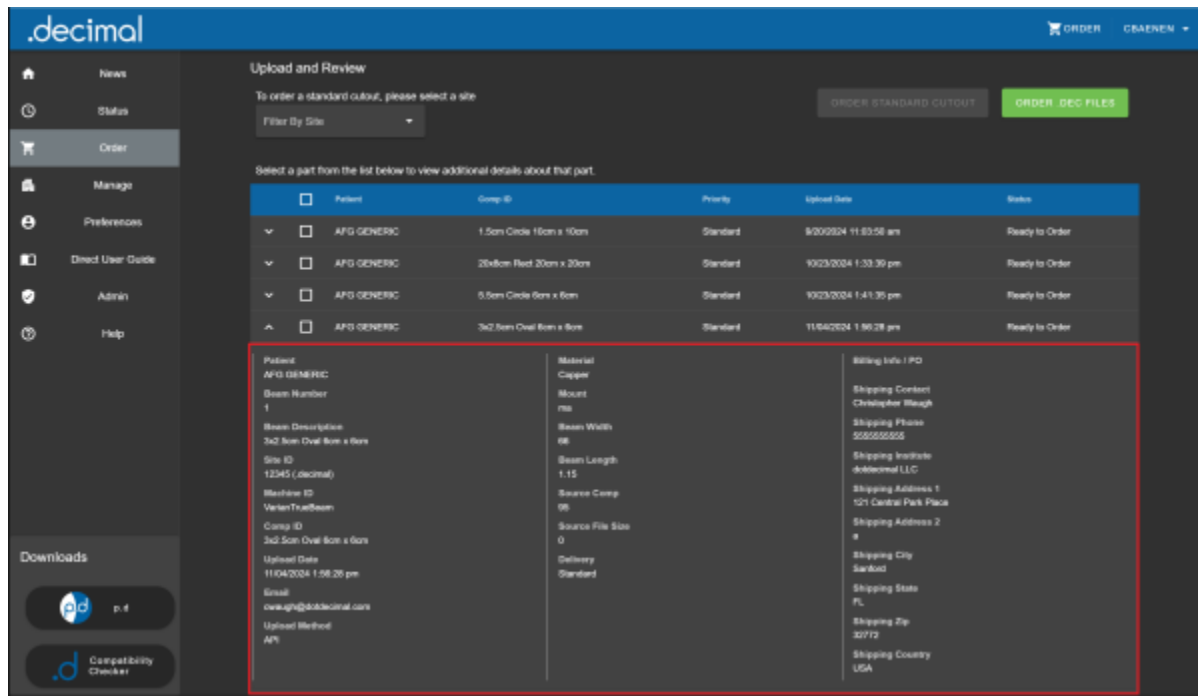 .decimal
ORDER
CBAENEN
News
Status
Order
Manage
Preferences
Direct User Guide
Admin
Help
Downloads
p.d
Compatibility
Checker
Upload and Review
To order a standard cutout, please select a site
Filter By Site
ORDER STANDARD CUTOUT
ORDER .DEC FILES
Select a part from the list below to view additional details about that part.
Patient Comp ID Priority Upload Date Status
AFG GENERIC 1.5cm Circle 10cm x 10cm Standard 9/20/2024 11:03:50 am Ready to Order
AFG GENERIC 20x8cm Rect 20cm x 20cm Standard 10/23/2024 1:33:39 pm Ready to Order
AFG GENERIC 5.5cm Circle 6cm x 6cm Standard 10/23/2024 1:41:35 pm Ready to Order
AFG GENERIC 3x2.5cm Oval 6cm x 6cm Standard 11/04/2024 1:56:28 pm Ready to Order
Patient
AFG GENERIC
Beam Number
1
Beam Description
3x2.5cm Oval 6cm x 6cm
Site ID
12345 (.decimal)
Machine ID
VarianTrueBeam
Comp ID
3x2.5cm Oval 6cm x 6cm
Upload Date
11/04/2024 1:56:28 pm
Email
cwaugh@dotdecimal.com
Upload Method
API
Material
Copper
Mount
Beam Width
Beam Length
1.15
Source Comp
Source File Size
0
Delivery
Standard
Billing Info / PO
Shipping Contact
Christopher Waugh
Shipping Phone
5555555555
Shipping Institute
dotdecimal LLC
Shipping Address 1
121 Central Park Place
Shipping Address 2
a
Shipping City
Sanford
Shipping State
FL
Shipping Zip
32772
Shipping Country
USA